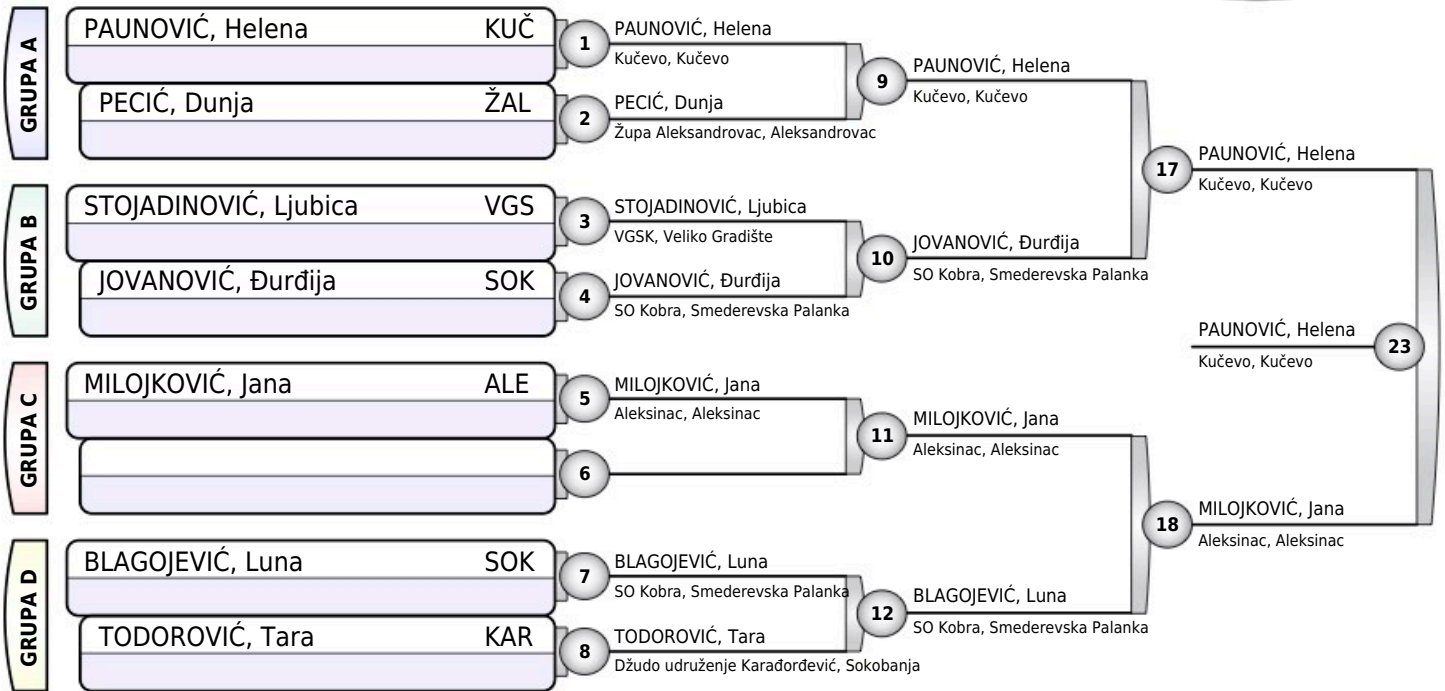 GRUPA A
PAUNOVIĆ, Helena KUČ
PECIĆ, Dunja ŽAL
GRUPA B
STOJADINOVIĆ, Ljubica VGS
JOVANOVIĆ, Đurđija SOK
GRUPA C
MILOJKOVIĆ, Jana ALE
GRUPA D
BLAGOJEVIĆ, Luna SOK
TODOROVIĆ, Tara KAR
1
PAUNOVIĆ, Helena
Kučevo, Kučevo
2
PECIĆ, Dunja
Župa Aleksandrovac, Aleksandrovac
3
STOJADINOVIĆ, Ljubica
VGSK, Veliko Gradište
4
JOVANOVIĆ, Đurđija
SO Kobra, Smederevska Palanka
5
MILOJKOVIĆ, Jana
Aleksinac, Aleksinac
6
7
BLAGOJEVIĆ, Luna
SO Kobra, Smederevska Palanka
8
TODOROVIĆ, Tara
Džudo udruženje Karađorđević, Sokobanja
9
PAUNOVIĆ, Helena
Kučevo, Kučevo
10
JOVANOVIĆ, Đurđija
SO Kobra, Smederevska Palanka
11
MILOJKOVIĆ, Jana
Aleksinac, Aleksinac
12
BLAGOJEVIĆ, Luna
SO Kobra, Smederevska Palanka
17
PAUNOVIĆ, Helena
Kučevo, Kučevo
18
MILOJKOVIĆ, Jana
Aleksinac, Aleksinac
PAUNOVIĆ, Helena
Kučevo, Kučevo
23